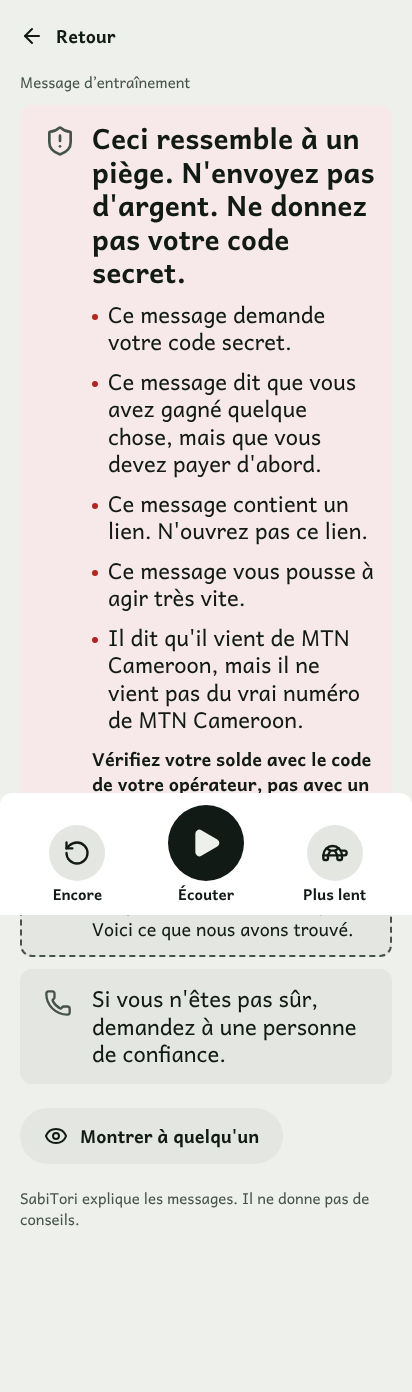 Retour
Message d’entraînement
Ceci ressemble à un
piège. N'envoyez pas
d'argent. Ne donnez
pas votre code
secret.
Ce message demande
votre code secret.
Ce message dit que vous
avez gagné quelque
chose, mais que vous
devez payer d'abord.
Ce message contient un
lien. N'ouvrez pas ce lien.
Ce message vous pousse à
agir très vite.
Il dit qu'il vient de MTN
Cameroon, mais il ne
vient pas du vrai numéro
de MTN Cameroon.
Vérifiez votre solde avec le code
de votre opérateur, pas avec un
Encore
Écouter
Plus lent
Voici ce que nous avons trouvé.
Si vous n'êtes pas sûr,
demandez à une personne
de confiance.
Montrer à quelqu'un
SabiTori explique les messages. Il ne donne pas de
conseils.